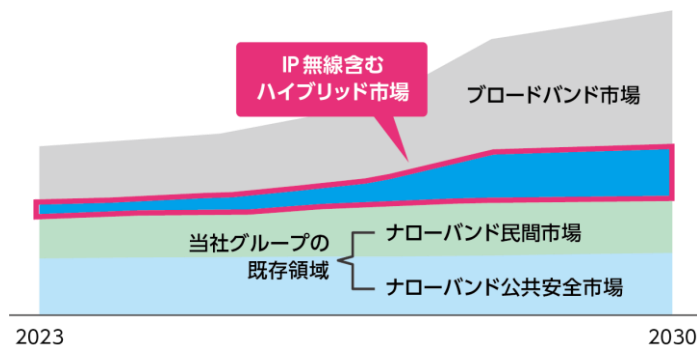 IP無線含む
ハイブリッド市場
ブロードバンド市場
当社グループの
既存領域
ナローバンド民間市場
ナローバンド公共安全市場
2023
2030